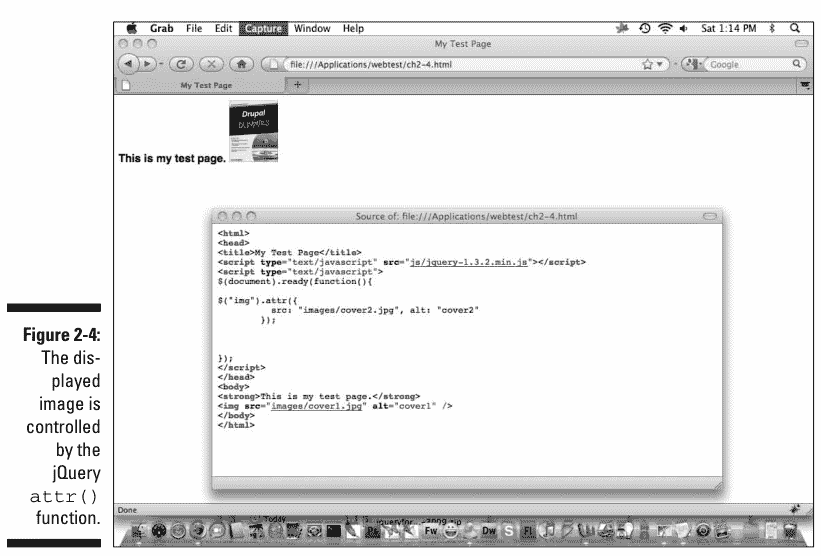 Grab File Edit Capture Window Help
Sat 1:14 PM
My Test Page
file:///Applications/webtest/ch2-4.html
Google
My Test Page
Drupal
DUMMIES
This is my test page.
Source of: file:///Applications/webtest/ch2-4.html
<html>
<head>
<title>My Test Page</title>
<script type="text/javascript" src="js/jquery-1.3.2.min.js"></script>
<script type="text/javascript">
$(document).ready(function(){
$("img").attr({
src: "images/cover2.jpg", alt: "cover2"
});
});
</script>
</head>
<body>
<strong>This is my test page.</strong>
<img src="images/cover1.jpg" alt="cover1" />
</body>
</html>
Done
Figure 2-4:
The dis-
played
image is
controlled
by the
jQuery
attr()
function.
Fw
Dw
S
FL